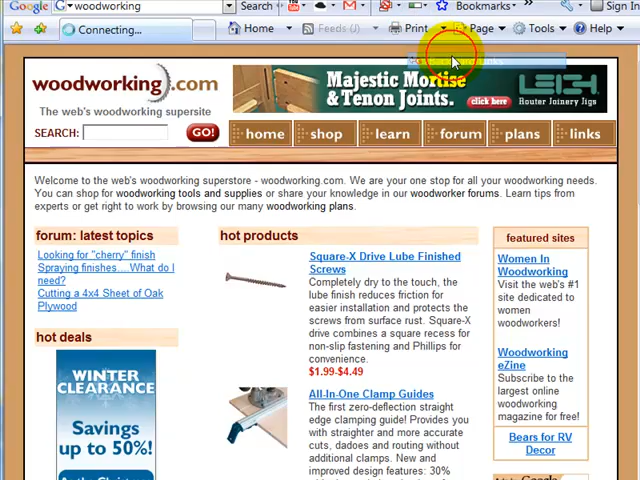 Google woodworking Search Bookmarks Sign In
Connecting... Home Feeds (J) Print Page Tools Help
woodworking.com
The web's woodworking supersite
Majestic Mortise
& Tenon Joints. click here
LEIGH
Router Joinery Jigs
SEARCH: GO! home shop learn forum plans links
Welcome to the web's woodworking superstore - woodworking.com. We are your one stop for all your woodworking needs.
You can shop for woodworking tools and supplies or share your knowledge in our woodworker forums. Learn tips from
experts or get right to work by browsing our many woodworking plans.
forum: latest topics
Looking for "cherry" finish
Spraying finishes....What do I
need?
Cutting a 4x4 Sheet of Oak
Plywood
hot deals
WINTER
CLEARANCE
Savings
up to 50%!
hot products
Square-X Drive Lube Finished
Screws
Completely dry to the touch, the
lube finish reduces friction for
easier installation and protects the
screws from surface rust. Square-X
drive combines a square recess for
non-slip fastening and Phillips for
convenience.
$1.99-$4.49
All-In-One Clamp Guides
The first zero-deflection straight
edge clamping guide! Provides you
with straighter and more accurate
cuts, dadoes and routing without
additional clamps. New and
improved design features: 30%
featured sites
Women In
Woodworking
Visit the web's #1
site dedicated to
women
woodworkers!
Woodworking
eZine
Subscribe to the
largest online
woodworking
magazine for free!
Bears for RV
Decor